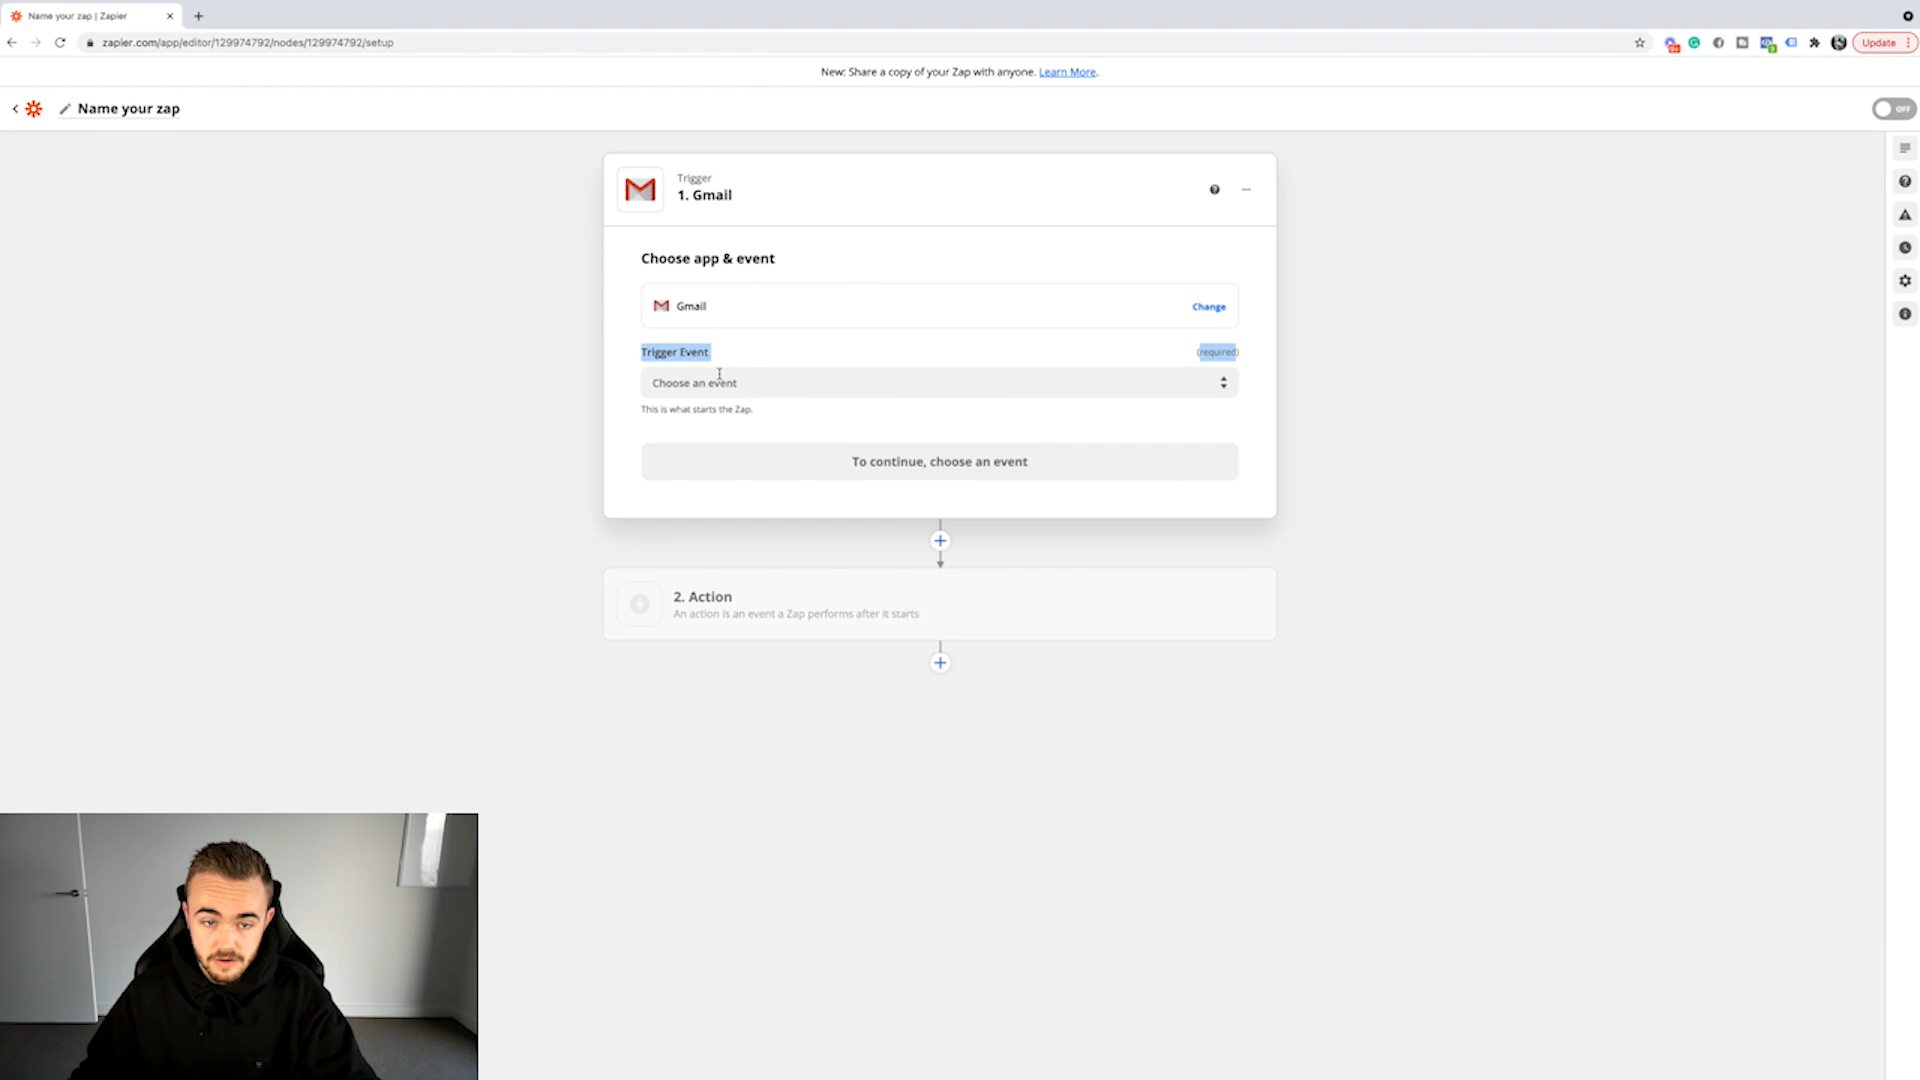 Name your zap | Zapier
zapier.com/app/editor/129974792/nodes/129974792/setup
Update
New: Share a copy of your Zap with anyone. Learn More.
Name your zap
OFF
Trigger
1. Gmail
Choose app & event
Gmail
Change
Trigger Event
(required)
Choose an event
This is what starts the Zap.
To continue, choose an event
2. Action
An action is an event a Zap performs after it starts